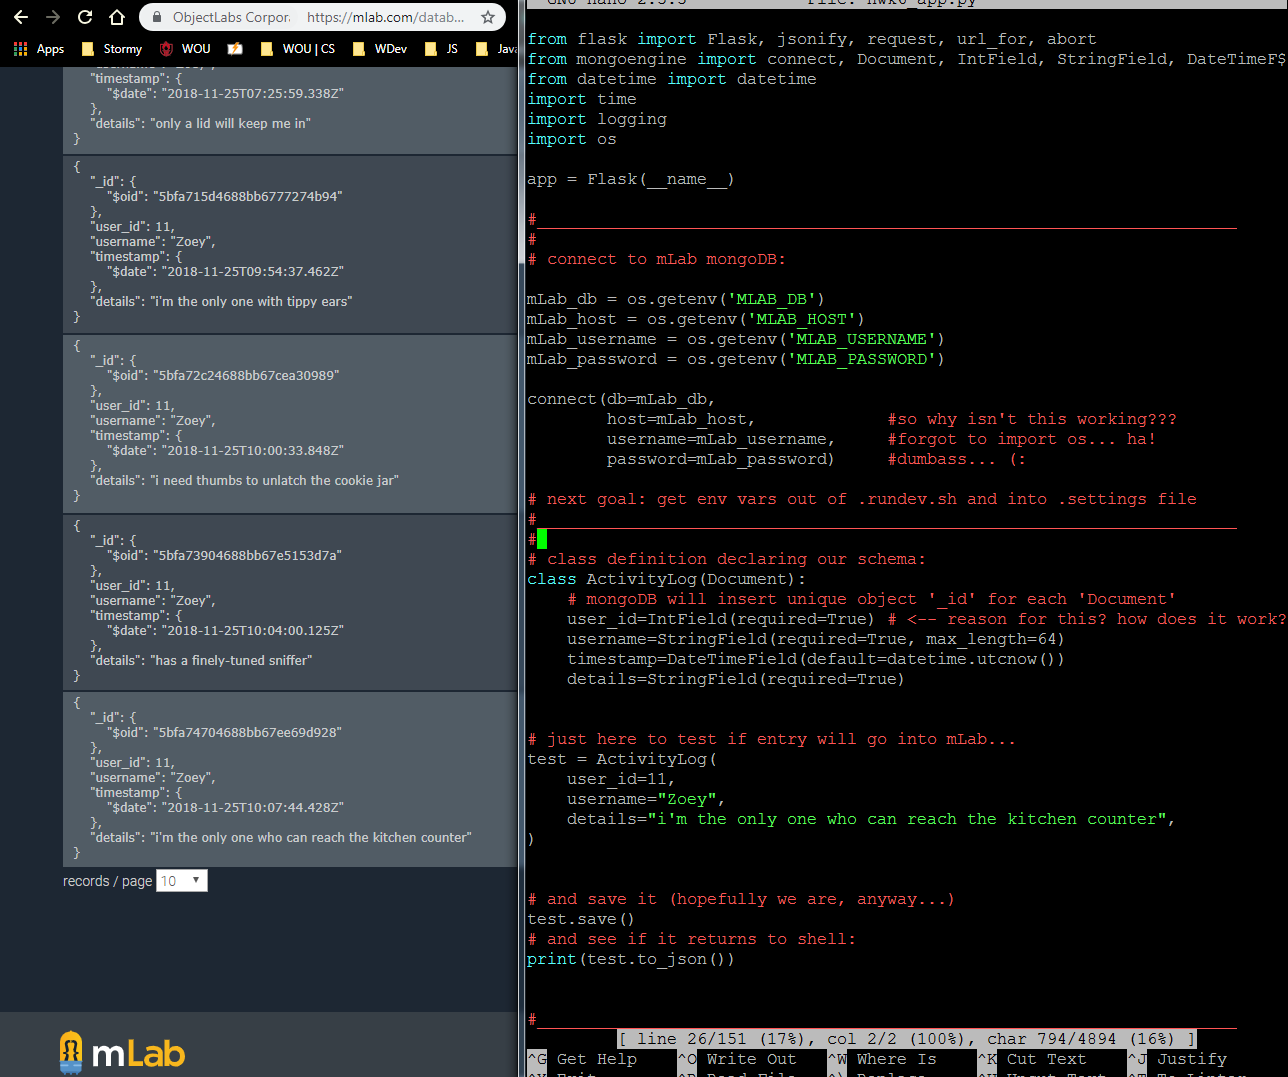 ObjectLabs Corpora
https://mlab.com/datab...
Apps
Stormy
WOU
WOU | CS
WDev
JS
Java
"timestamp": {
"$date": "2018-11-25T07:25:59.338Z"
},
"details": "only a lid will keep me in"
}
{
"_id": {
"$oid": "5bfa715d4688bb6777274b94"
},
"user_id": 11,
"username": "Zoey",
"timestamp": {
"$date": "2018-11-25T09:54:37.462Z"
},
"details": "i'm the only one with tippy ears"
}
{
"_id": {
"$oid": "5bfa72c24688bb67cea30989"
},
"user_id": 11,
"username": "Zoey",
"timestamp": {
"$date": "2018-11-25T10:00:33.848Z"
},
"details": "i need thumbs to unlatch the cookie jar"
}
{
"_id": {
"$oid": "5bfa73904688bb67e5153d7a"
},
"user_id": 11,
"username": "Zoey",
"timestamp": {
"$date": "2018-11-25T10:04:00.125Z"
},
"details": "has a finely-tuned sniffer"
}
{
"_id": {
"$oid": "5bfa74704688bb67ee69d928"
},
"user_id": 11,
"username": "Zoey",
"timestamp": {
"$date": "2018-11-25T10:07:44.428Z"
},
"details": "i'm the only one who can reach the kitchen counter"
}
records / page 10
mLab
from flask import Flask, jsonify, request, url_for, abort
from mongoengine import connect, Document, IntField, StringField, DateTimeF$
from datetime import datetime
import time
import logging
import os
app = Flask(__name__)
#______________________________________________________________________
#
# connect to mLab mongoDB:
mLab_db = os.getenv('MLAB_DB')
mLab_host = os.getenv('MLAB_HOST')
mLab_username = os.getenv('MLAB_USERNAME')
mLab_password = os.getenv('MLAB_PASSWORD')
connect(db=mLab_db,
host=mLab_host, #so why isn't this working???
username=mLab_username, #forgot to import os... ha!
password=mLab_password) #dumbass... (:
# next goal: get env vars out of .rundev.sh and into .settings file
#______________________________________________________________________
#
# class definition declaring our schema:
class ActivityLog(Document):
# mongoDB will insert unique object '_id' for each 'Document'
user_id=IntField(required=True) # <-- reason for this? how does it work?
username=StringField(required=True, max_length=64)
timestamp=DateTimeField(default=datetime.utcnow())
details=StringField(required=True)
# just here to test if entry will go into mLab...
test = ActivityLog(
user_id=11,
username="Zoey",
details="i'm the only one who can reach the kitchen counter",
)
# and save it (hopefully we are, anyway...)
test.save()
# and see if it returns to shell:
print(test.to_json())
#______________________________________________________________________
[ line 26/151 (17%), col 2/2 (100%), char 794/4894 (16%) ]
^G Get Help ^O Write Out ^W Where Is ^K Cut Text ^J Justify